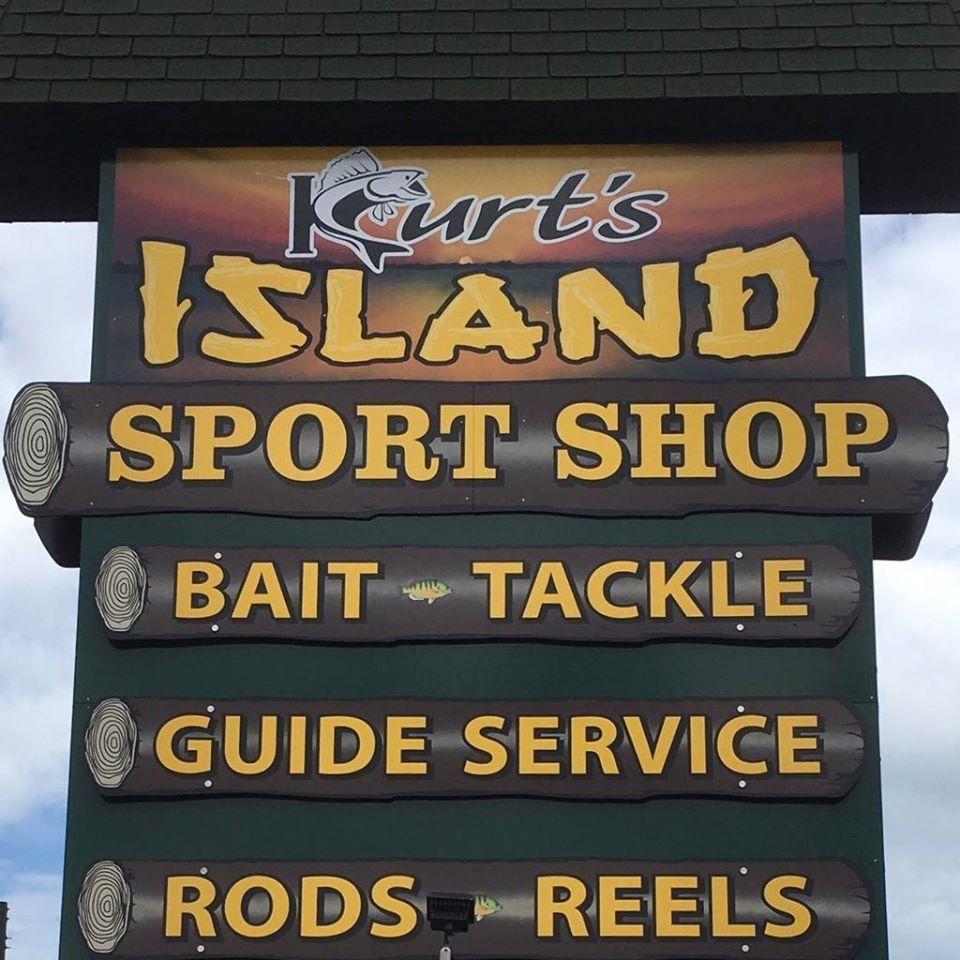 Kurt's
ISLAND
SPORT SHOP
BAIT TACKLE
GUIDE SERVICE
RODS REELS